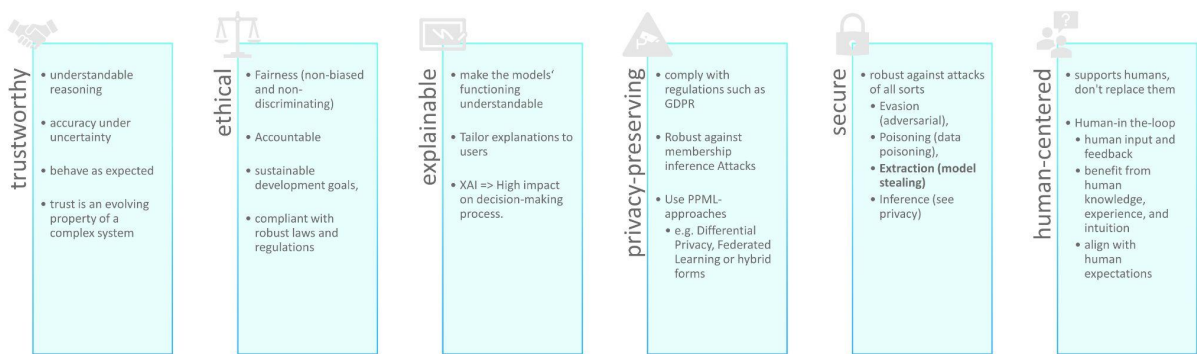 trustworthy
• understandable
reasoning
• accuracy under
uncertainty
• behave as expected
• trust is an evolving
property of a
complex system
ethical
• Fairness (non-biased
and non-
discriminating)
• Accountable
• sustainable
development goals,
• compliant with
robust laws and
regulations
explainable
• make the models‘
functioning
understandable
• Tailor explanations to
users
• XAI => High impact
on decision-making
process.
privacy-preserving
• comply with
regulations such as
GDPR
• Robust against
membership
inference Attacks
• Use PPML-
approaches
• e.g. Differential
Privacy, Federated
Learning or hybrid
forms
secure
• robust against attacks
of all sorts
• Evasion
(adversarial),
• Poisoning (data
poisoning),
• Extraction (model
stealing)
• Inference (see
privacy)
human-centered
• supports humans,
don't replace them
• Human-in the-loop
• human input and
feedback
• benefit from
human
knowledge,
experience, and
intuition
• align with
human
expectations